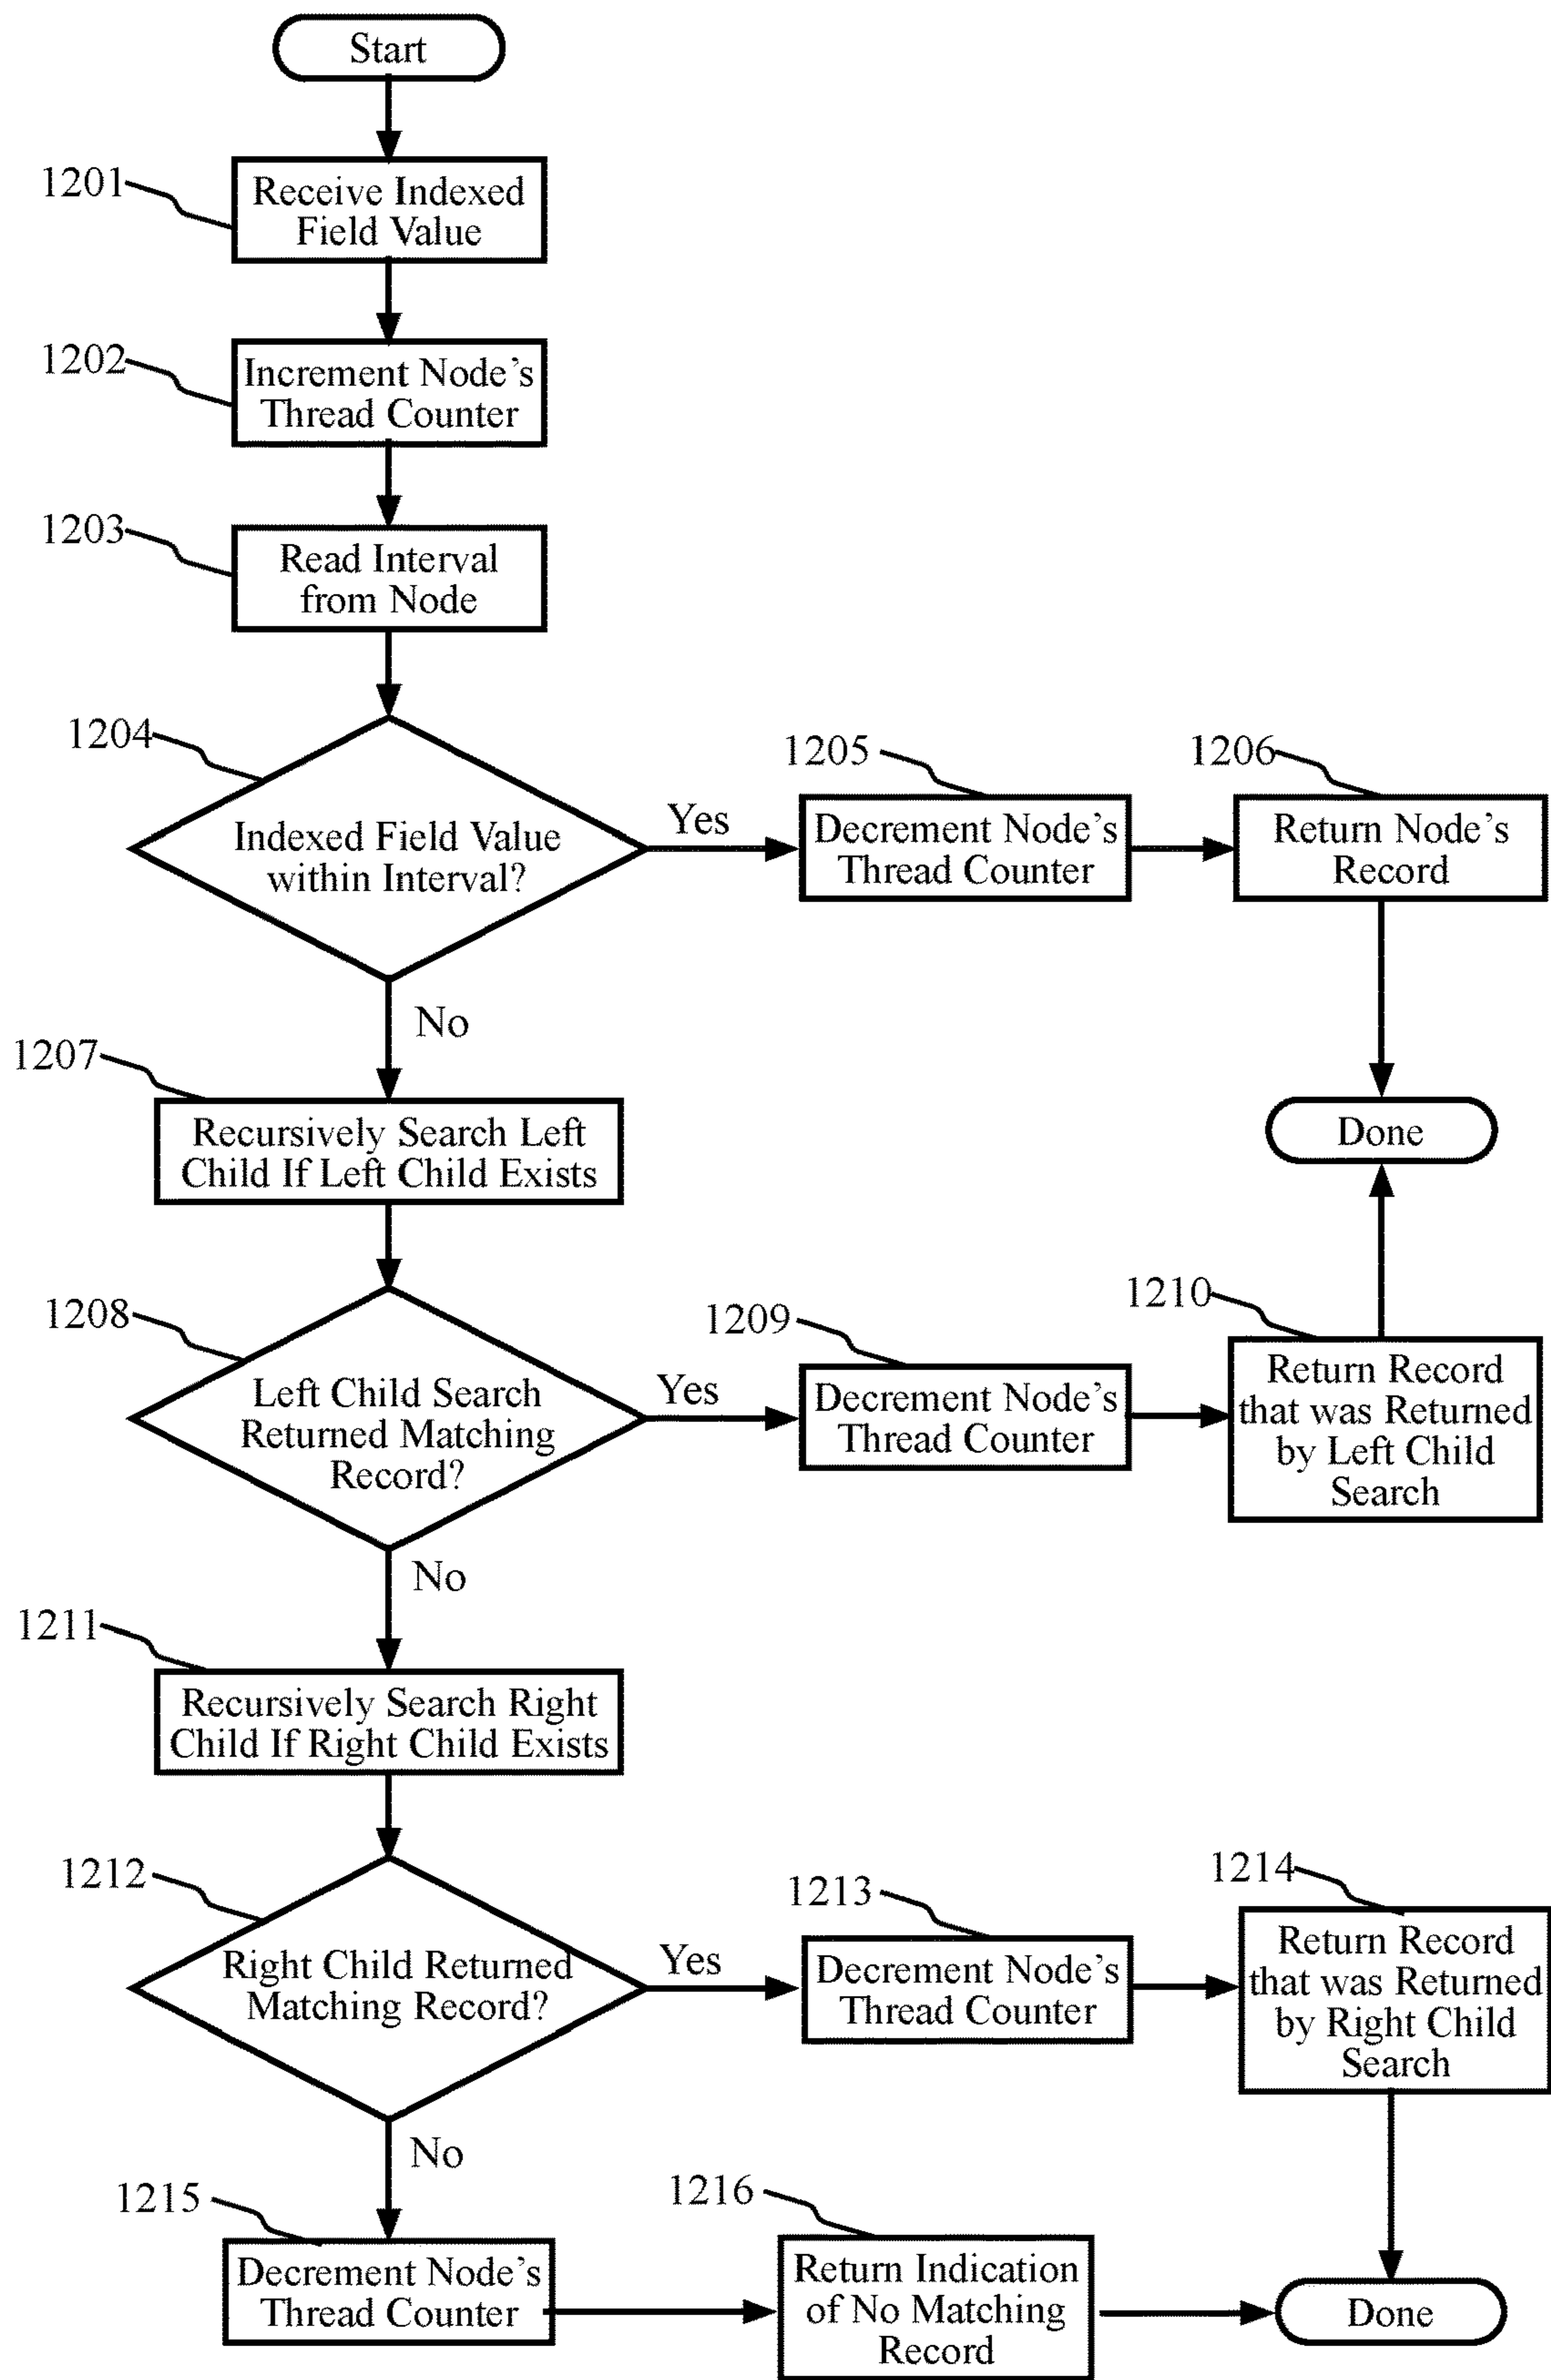 Start
1201
Receive Indexed
Field Value
1202
Increment Node's
Thread Counter
1203
Read Interval
from Node
1204
Indexed Field Value
within Interval?
Yes
1205
Decrement Node's
Thread Counter
1206
Return Node's
Record
Done
No
1207
Recursively Search Left
Child If Left Child Exists
1208
Left Child Search
Returned Matching
Record?
Yes
1209
Decrement Node's
Thread Counter
1210
Return Record
that was Returned
by Left Child
Search
No
1211
Recursively Search Right
Child If Right Child Exists
1212
Right Child Returned
Matching Record?
Yes
1213
Decrement Node's
Thread Counter
1214
Return Record
that was Returned
by Right Child
Search
No
1215
Decrement Node's
Thread Counter
1216
Return Indication
of No Matching
Record
Done